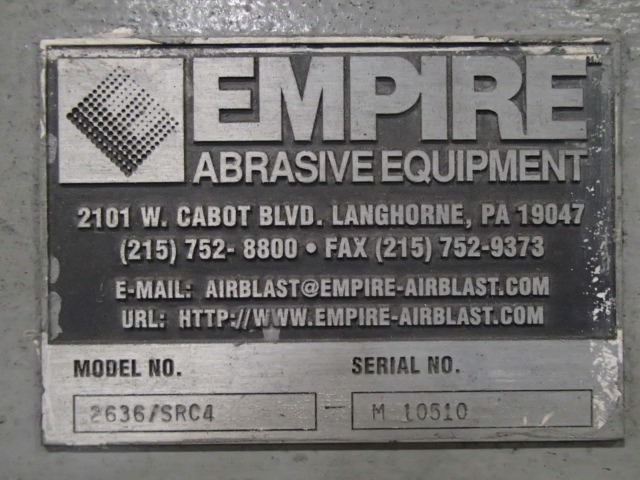 EMPIRE™
ABRASIVE EQUIPMENT
2101 W. CABOT BLVD. LANGHORNE, PA 19047
(215) 752-8800 • FAX (215) 752-9373
E-MAIL: AIRBLAST@EMPIRE-AIRBLAST.COM
URL: HTTP://WWW.EMPIRE-AIRBLAST.COM
MODEL NO. SERIAL NO.
2636/SRC4 — M 10510